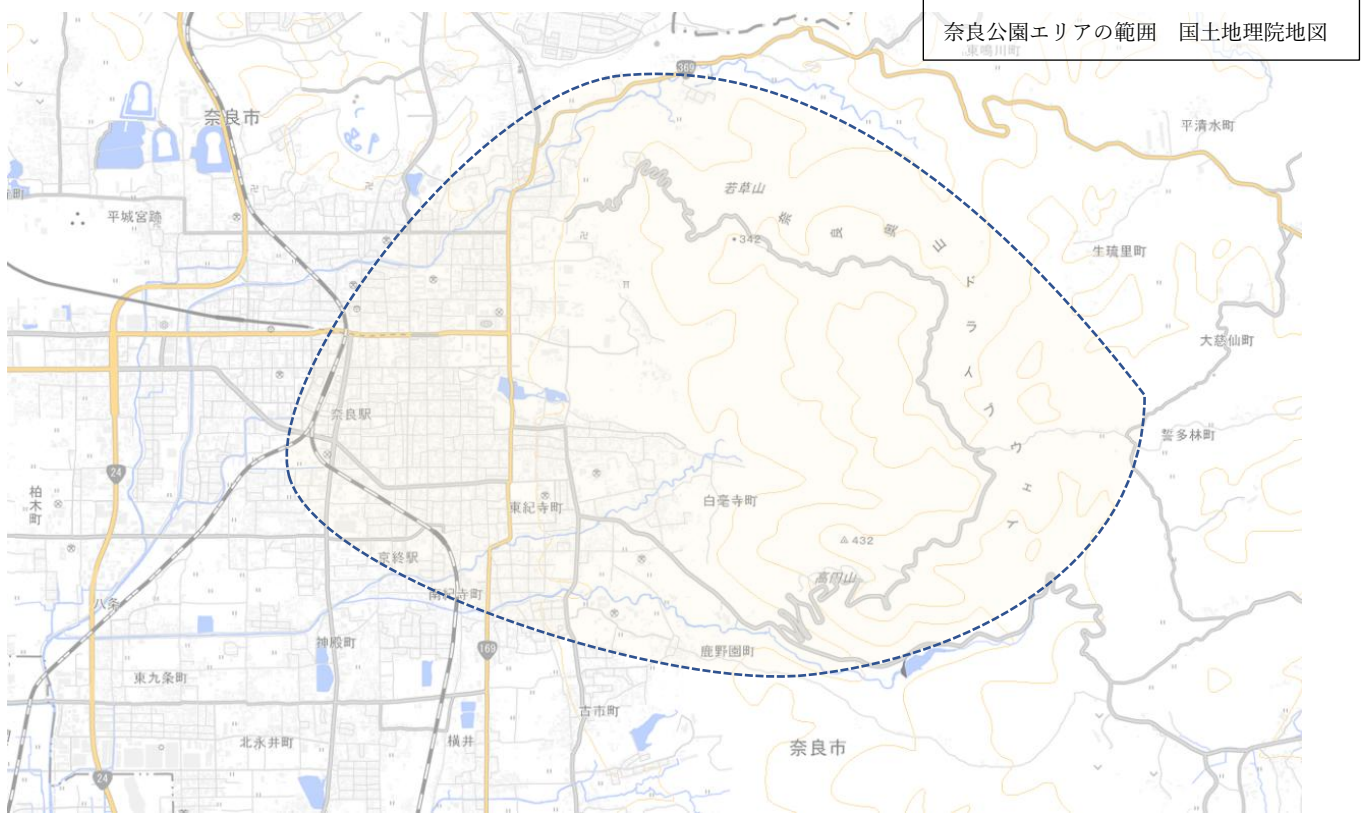 奈良公園エリアの範囲 国土地理院地図
東鳴川町
369
奈良市
平清水町
若草山
平城宮跡
奈良奥山ドライブウェイ
342
生琉里町
大慈仙町
奈良駅
誓多林町
24
柏木町
白毫寺町
東紀寺町
432
京終駅
高円山
南紀寺町
八条
神殿町
169
鹿野園町
東九条町
古市町
北永井町
横井
奈良市
24